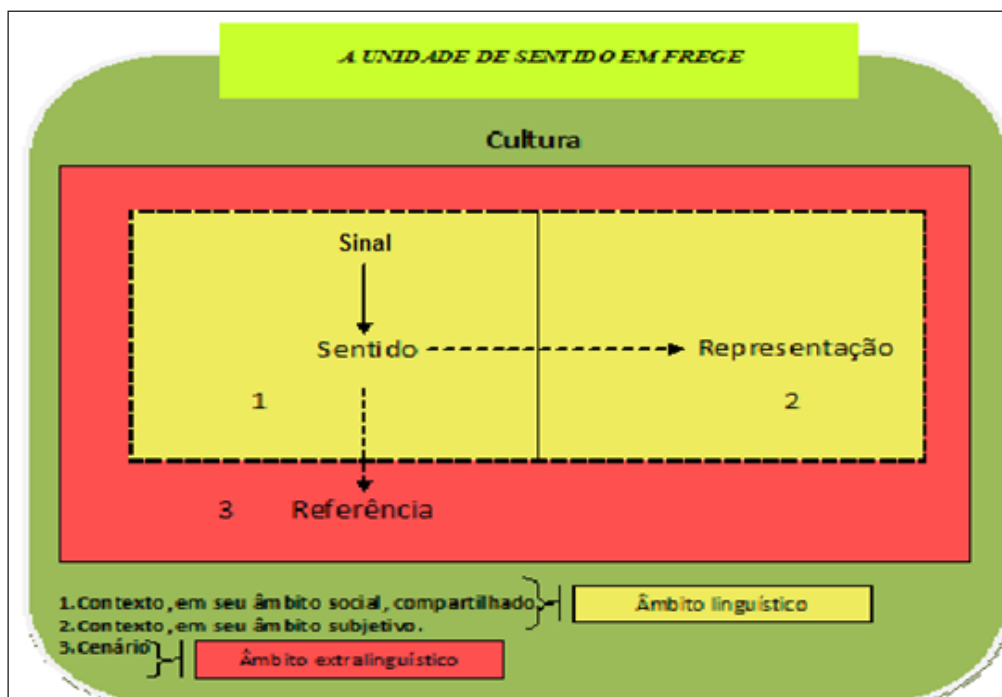 A UNIDADE DE SENTIDO EM FREGE
Cultura
Sinal
Sentido
Representação
1
2
3 Referência
1.Contexto, em seu âmbito social, compartilhado.
2.Contexto, em seu âmbito subjetivo.
3.Cenário
Âmbito linguístico
Âmbito extralinguístico